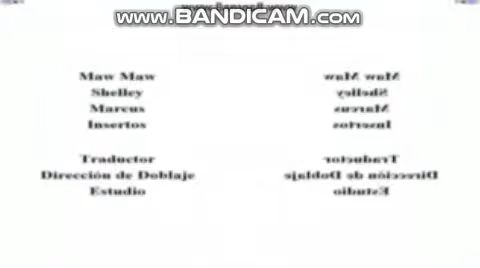 www.BANDICAM.com
Maw Maw Maw Maw
Shelley Shelley
Marcus Marcus
Insertos Insertos
Traductor Traductor
Dirección de Doblaje Dirección de Doblaje
Estudio Estudio